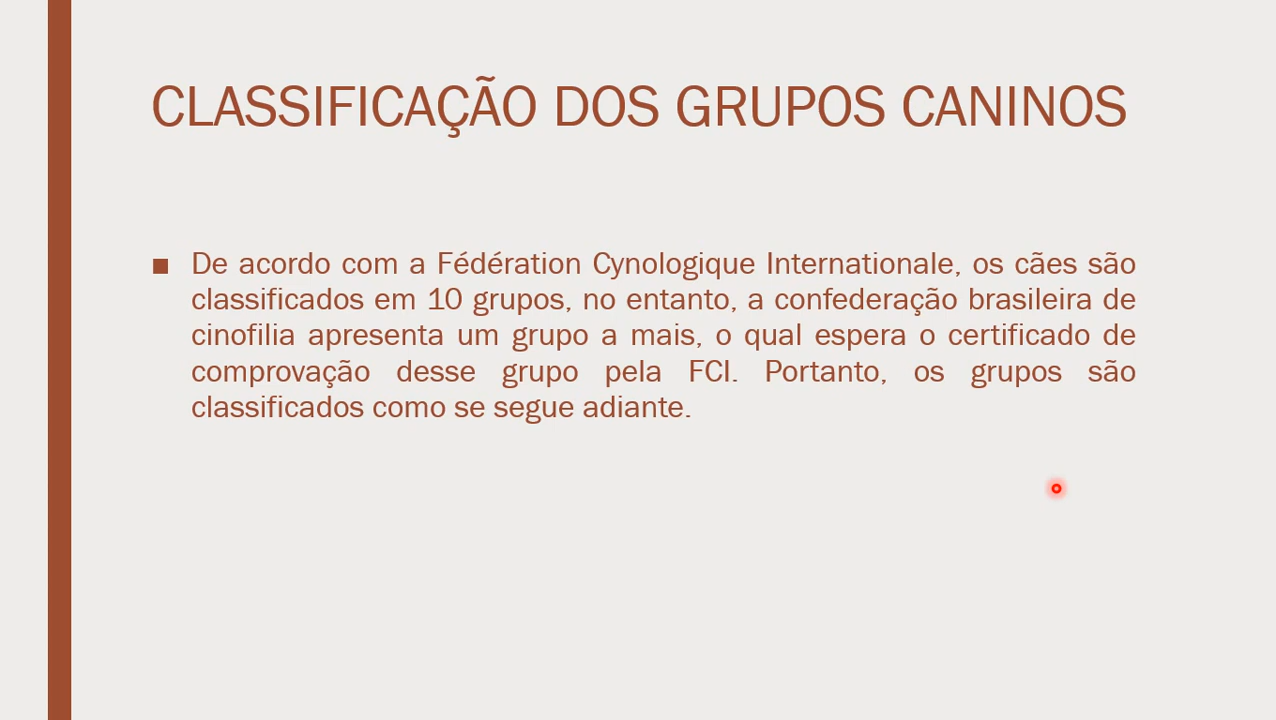 CLASSIFICAÇÃO DOS GRUPOS CANINOS
De acordo com a Fédération Cynologique Internationale, os cães são
classificados em 10 grupos, no entanto, a confederação brasileira de
cinofilia apresenta um grupo a mais, o qual espera o certificado de
comprovação desse grupo pela FCI. Portanto, os grupos são
classificados como se segue adiante.